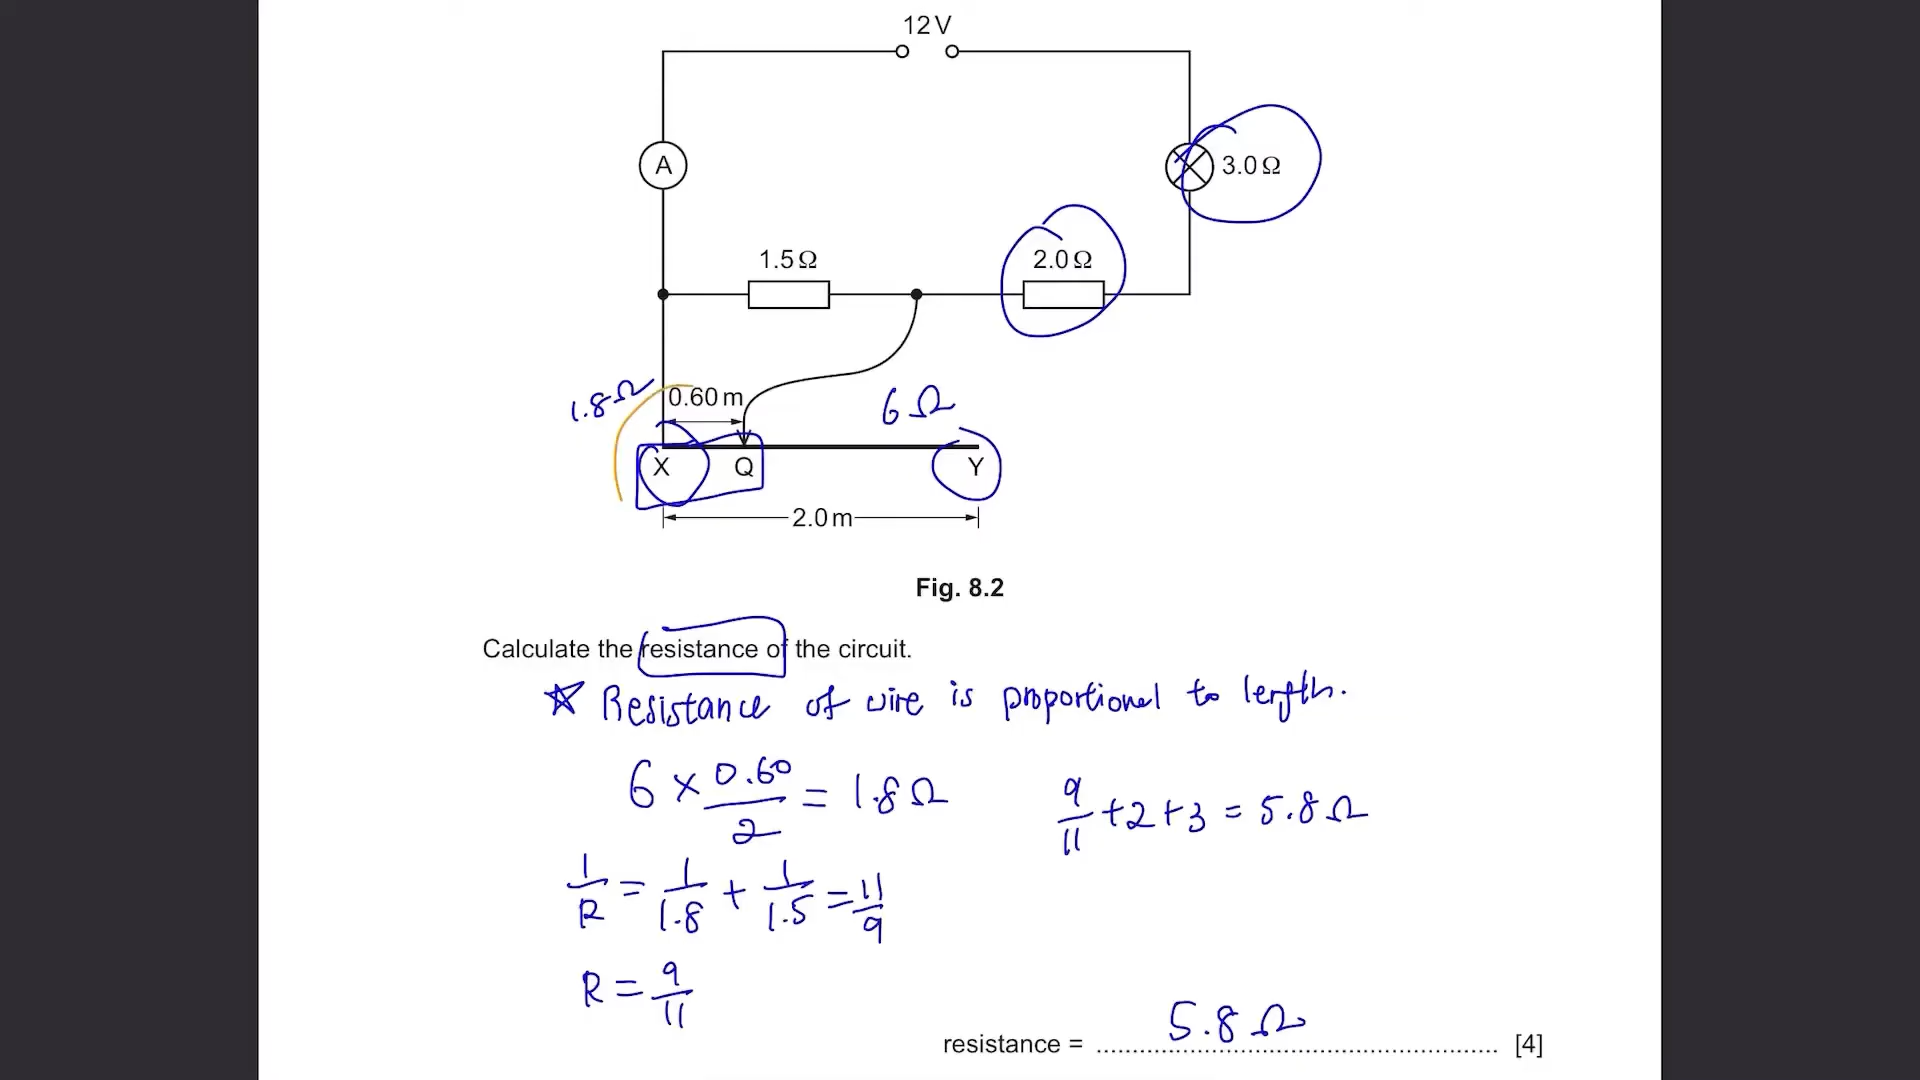 12 V
A
3.0 Ω
1.5 Ω
2.0 Ω
1.8 Ω
0.60 m
6 Ω
X
Q
Y
2.0 m
Fig. 8.2
Calculate the resistance of the circuit.
☆ Resistance of wire is proportional to length.
6 × 0.60/2 = 1.8 Ω
9/11 + 2 + 3 = 5.8 Ω
1/R = 1/1.8 + 1/1.5 = 11/9
R = 9/11
5.8 Ω
resistance = ........................................................ [4]